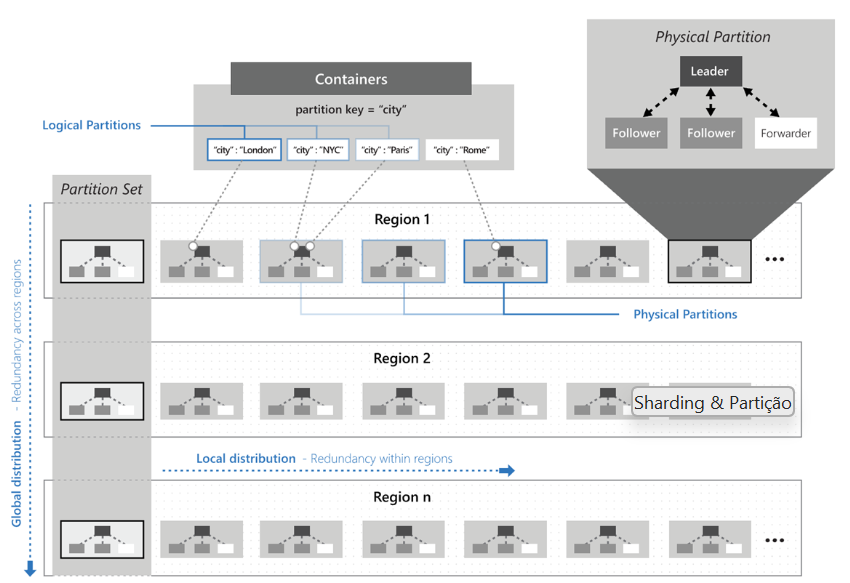 Physical Partition
Leader
Follower
Follower
Forwarder
Containers
partition key = "city"
Logical Partitions
"city" : "London"
"city" : "NYC"
"city" : "Paris"
"city" : "Rome"
Partition Set
Region 1
Physical Partitions
Region 2
Sharding & Partição
Local distribution - Redundancy within regions
Region n
Global distribution - Redundancy across regions